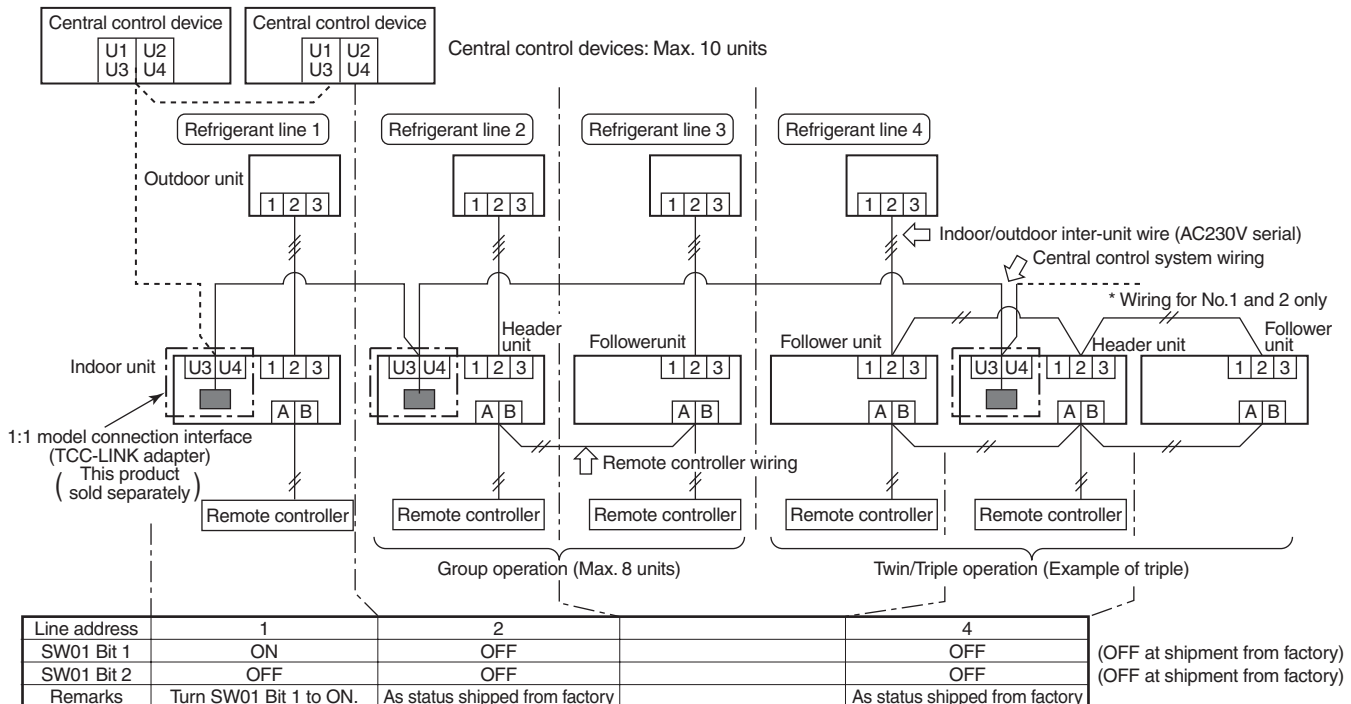 Central control device Central control device
U1 U2 U1 U2
U3 U4 U3 U4
Central control devices: Max. 10 units
Refrigerant line 1 Refrigerant line 2 Refrigerant line 3 Refrigerant line 4
Outdoor unit
1 2 3 1 2 3 1 2 3 1 2 3
Indoor/outdoor inter-unit wire (AC230V serial)
Central control system wiring
* Wiring for No.1 and 2 only
Header
unit
Followerunit
Follower unit
Header unit
Follower
unit
Indoor unit
U3 U4 1 2 3 U3 U4 1 2 3 1 2 3 1 2 3 U3 U4 1 2 3 1 2 3
A B A B A B A B A B A B
1:1 model connection interface
(TCC-LINK adapter)
( This product
sold separately )
Remote controller wiring
Remote controller Remote controller Remote controller Remote controller Remote controller
Group operation (Max. 8 units)
Twin/Triple operation (Example of triple)
Line address 1 2 4
SW01 Bit 1 ON OFF OFF (OFF at shipment from factory)
SW01 Bit 2 OFF OFF OFF (OFF at shipment from factory)
Remarks Turn SW01 Bit 1 to ON. As status shipped from factory As status shipped from factory